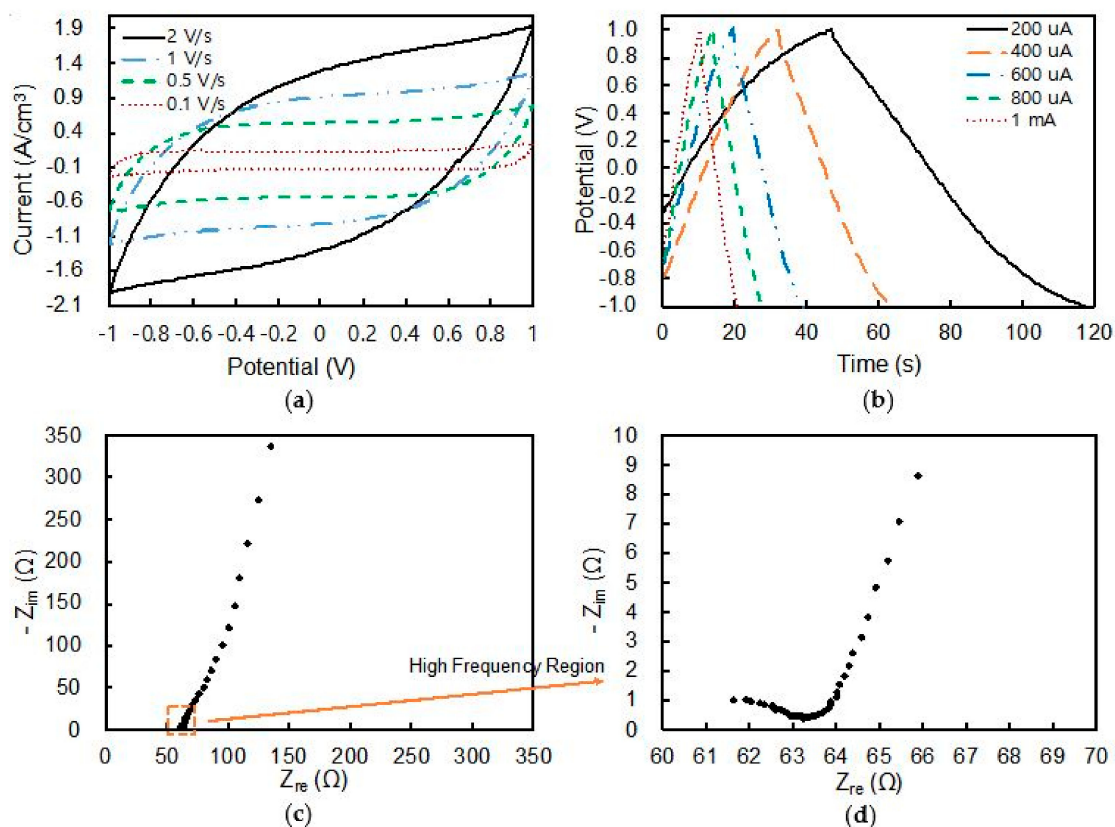 1.9
1.4
0.9
0.4
-0.1
-0.6
-1.1
-1.6
-2.1
Current (A/cm³)
2 V/s
1 V/s
0.5 V/s
0.1 V/s
-1 -0.8 -0.6 -0.4 -0.2 0 0.2 0.4 0.6 0.8 1
Potential (V)
(a)
1.0
0.8
0.6
0.4
0.2
0.0
-0.2
-0.4
-0.6
-0.8
-1.0
Potential (V)
200 uA
400 uA
600 uA
800 uA
1 mA
0 20 40 60 80 100 120
Time (s)
(b)
350
300
250
200
150
100
50
0
- Zim (Ω)
High Frequency Region
0 50 100 150 200 250 300 350
Zre (Ω)
(c)
10
9
8
7
6
5
4
3
2
1
0
- Zim (Ω)
60 61 62 63 64 65 66 67 68 69 70
Zre (Ω)
(d)